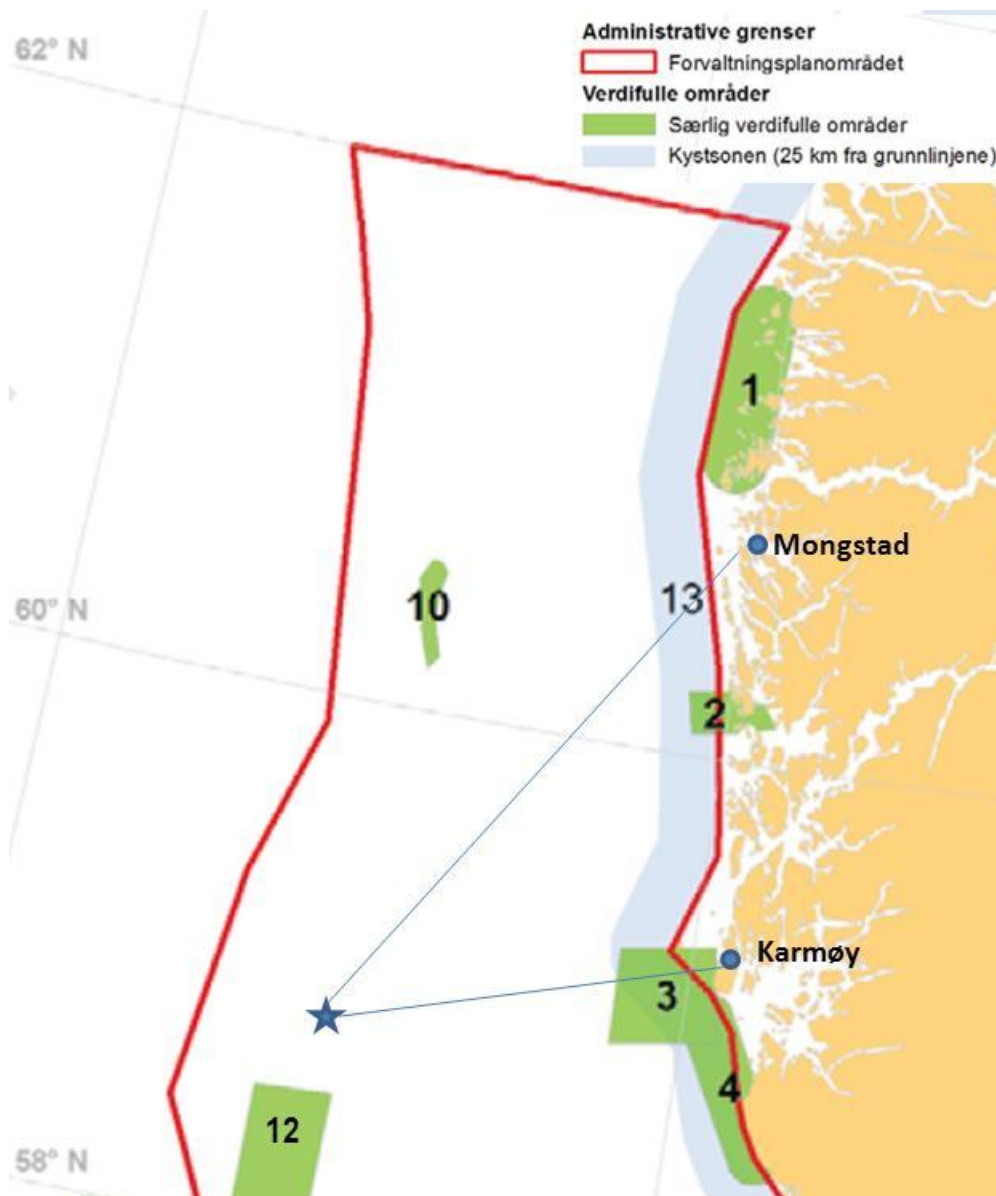 62° N
Administrative grenser
Forvaltningsplanområdet
Verdifulle områder
Særlig verdifulle områder
Kystsonen (25 km fra grunnlinjene)
1
Mongstad
10
13
60° N
2
Karmøy
3
4
12
58° N